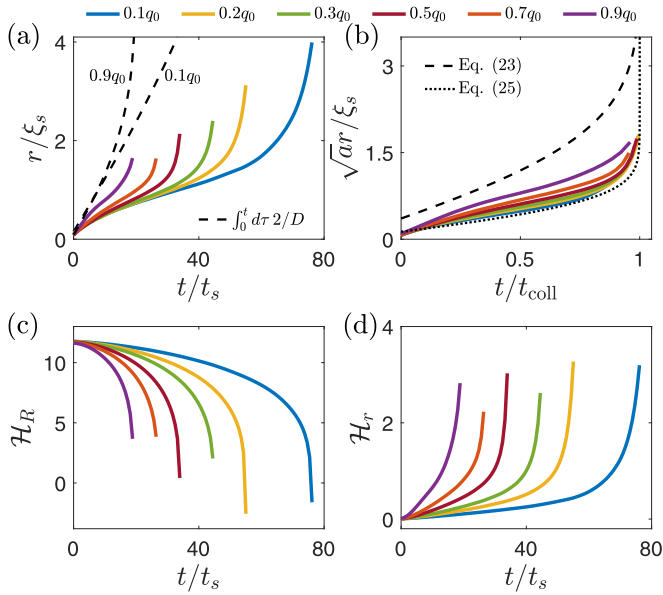 0.1q₀ 0.2q₀ 0.3q₀ 0.5q₀ 0.7q₀ 0.9q₀
(a)
4
2
0
r/ξₛ
0.9q₀
0.1q₀
∫₀ᵗ dτ 2/D
0 40 80
t/tₛ
(b)
3
1.5
0
√ar/ξₛ
Eq. (23)
Eq. (25)
0 0.5 1
t/t_coll
(c)
10
5
0
ℋ_R
0 40 80
t/tₛ
(d)
4
2
0
ℋᵣ
0 40 80
t/tₛ